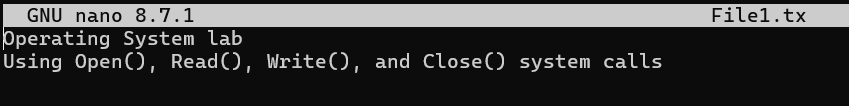 GNU nano 8.7.1 File1.tx
Operating System lab
Using Open(), Read(), Write(), and Close() system calls